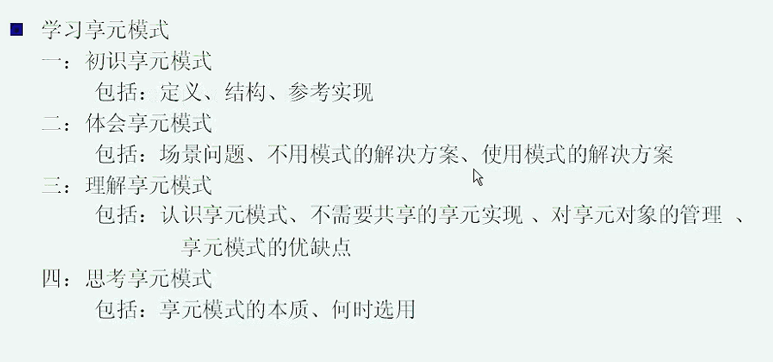 学习享元模式
一：初识享元模式
包括：定义、结构、参考实现
二：体会享元模式
包括：场景问题、不用模式的解决方案、使用模式的解决方案
三：理解享元模式
包括：认识享元模式、不需要共享的享元实现 、对享元对象的管理 、
享元模式的优缺点
四：思考享元模式
包括：享元模式的本质、何时选用